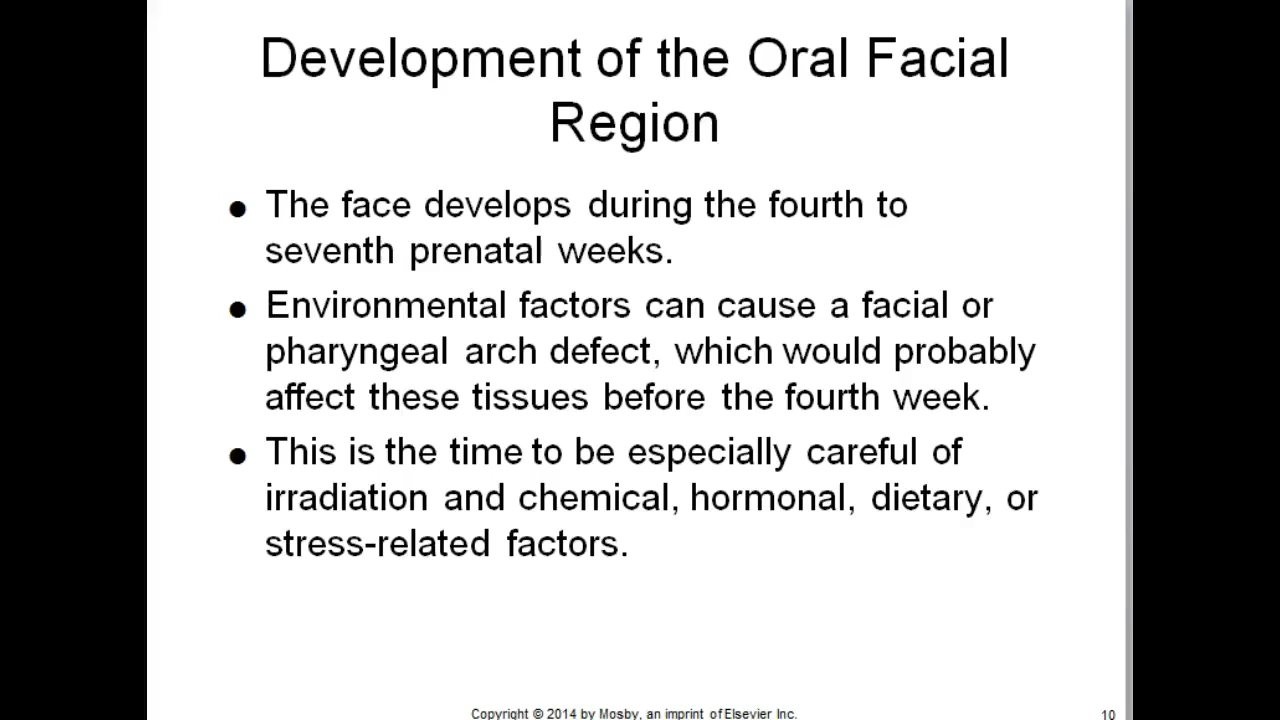 Development of the Oral Facial
Region
● The face develops during the fourth to
seventh prenatal weeks.
● Environmental factors can cause a facial or
pharyngeal arch defect, which would probably
affect these tissues before the fourth week.
● This is the time to be especially careful of
irradiation and chemical, hormonal, dietary, or
stress-related factors.
Copyright © 2014 by Mosby, an imprint of Elsevier Inc.
10